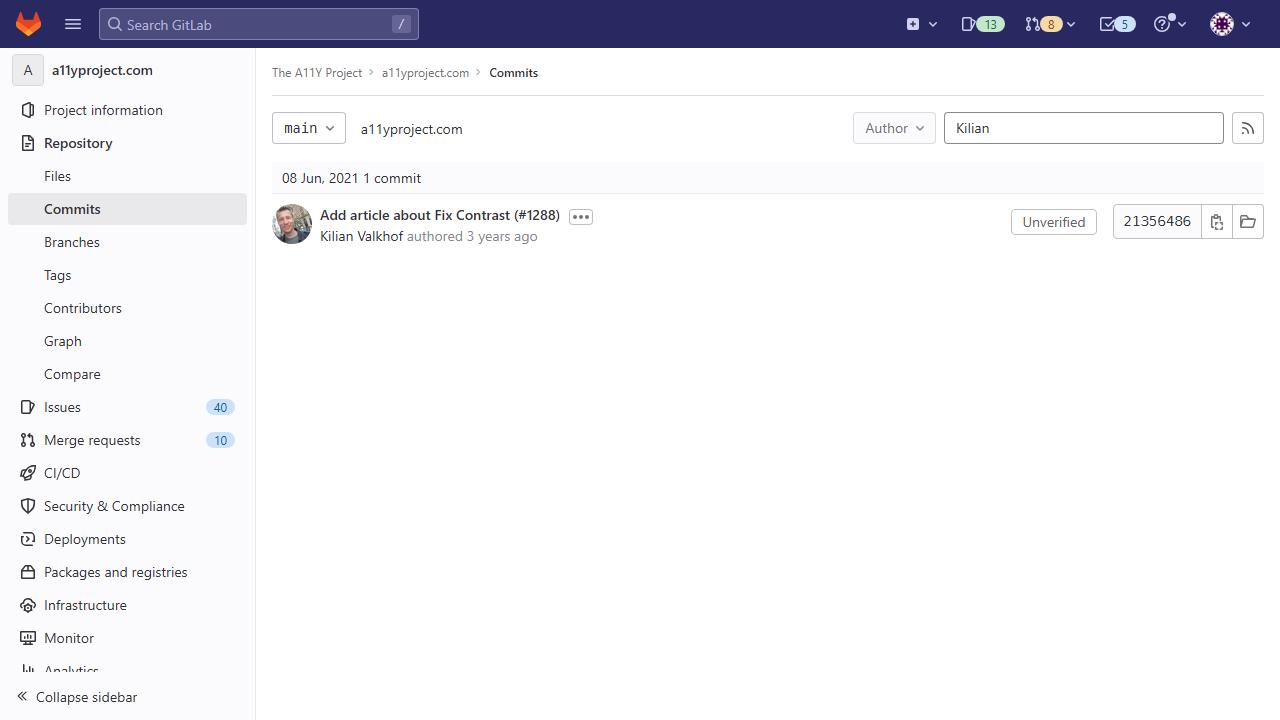 Search GitLab
/
13
8
5
A
a11yproject.com
Project information
Repository
Files
Commits
Branches
Tags
Contributors
Graph
Compare
Issues
40
Merge requests
10
CI/CD
Security & Compliance
Deployments
Packages and registries
Infrastructure
Monitor
Analytics
Collapse sidebar
The A11Y Project
a11yproject.com
Commits
main
a11yproject.com
Author
Kilian
08 Jun, 2021 1 commit
Add article about Fix Contrast (#1288)
Kilian Valkhof authored 3 years ago
Unverified
21356486